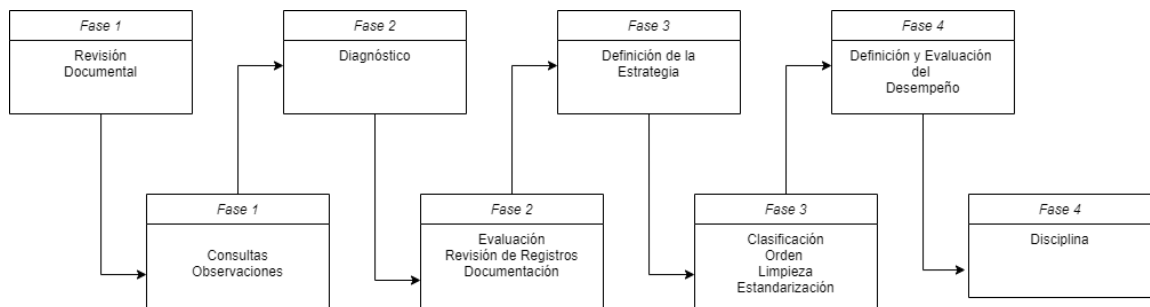 Fase 1
Revisión
Documental
Fase 2
Diagnóstico
Fase 3
Definición de la
Estrategia
Fase 4
Definición y Evaluación
del
Desempeño
Fase 1
Consultas
Observaciones
Fase 2
Evaluación
Revisión de Registros
Documentación
Fase 3
Clasificación
Orden
Limpieza
Estandarización
Fase 4
Disciplina